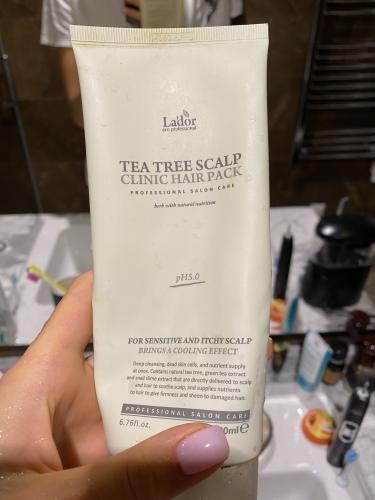 Lador
eco professional
TEA TREE SCALP
CLINIC HAIR PACK
PROFESSIONAL SALON CARE
herb with natural nutrition
pH5.0
FOR SENSITIVE AND ITCHY SCALP
BRINGS A COOLING EFFECT
Deep cleansing, dead skin cells, and nutrient supply
at once. Contains natural tea tree, green tea extract
and snail slime extract that are directly delivered to scalp
and hair to soothe scalp, and supplies nutrients
to hair to give firmness and sheen to damaged hair.
PROFESSIONAL SALON CARE
6.76fl.oz. 0ml e